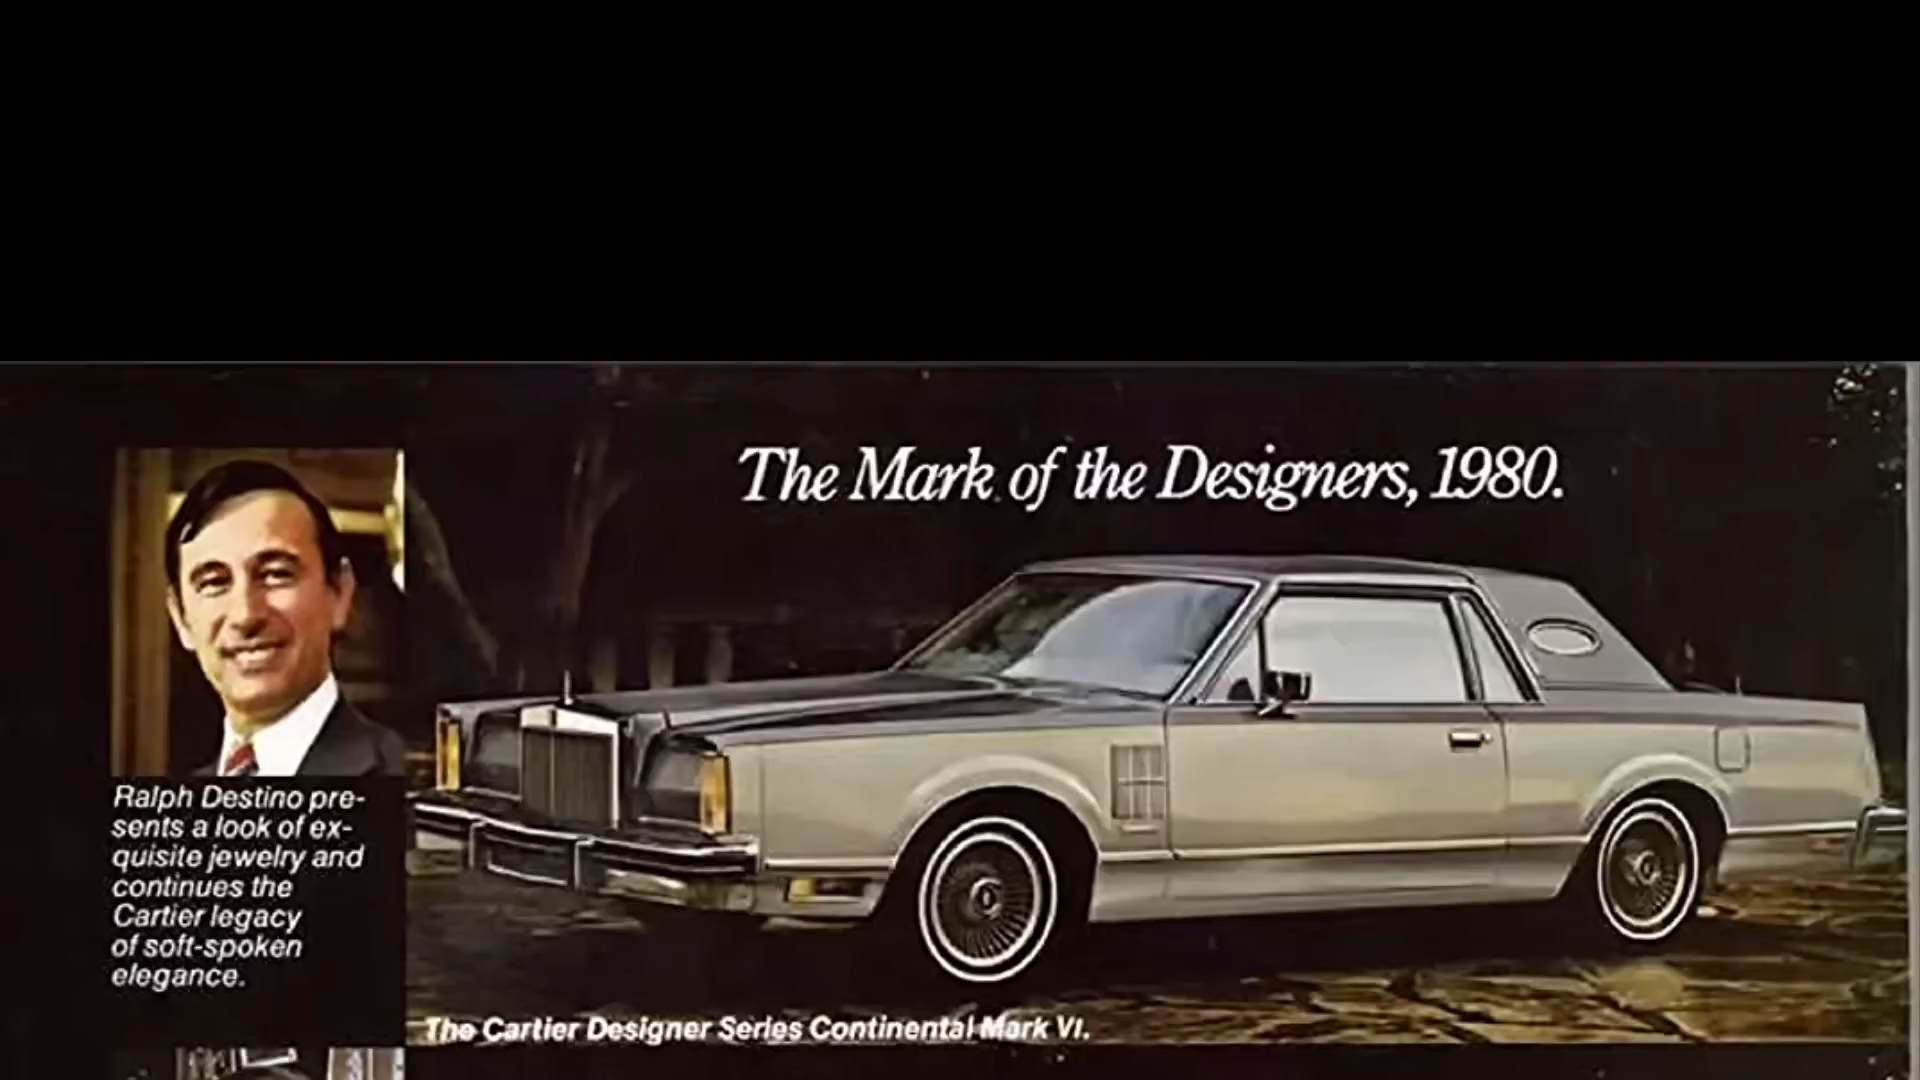 The Mark of the Designers, 1980.
Ralph Destino pre-
sents a look of ex-
quisite jewelry and
continues the
Cartier legacy
of soft-spoken
elegance.
The Cartier Designer Series Continental Mark VI.